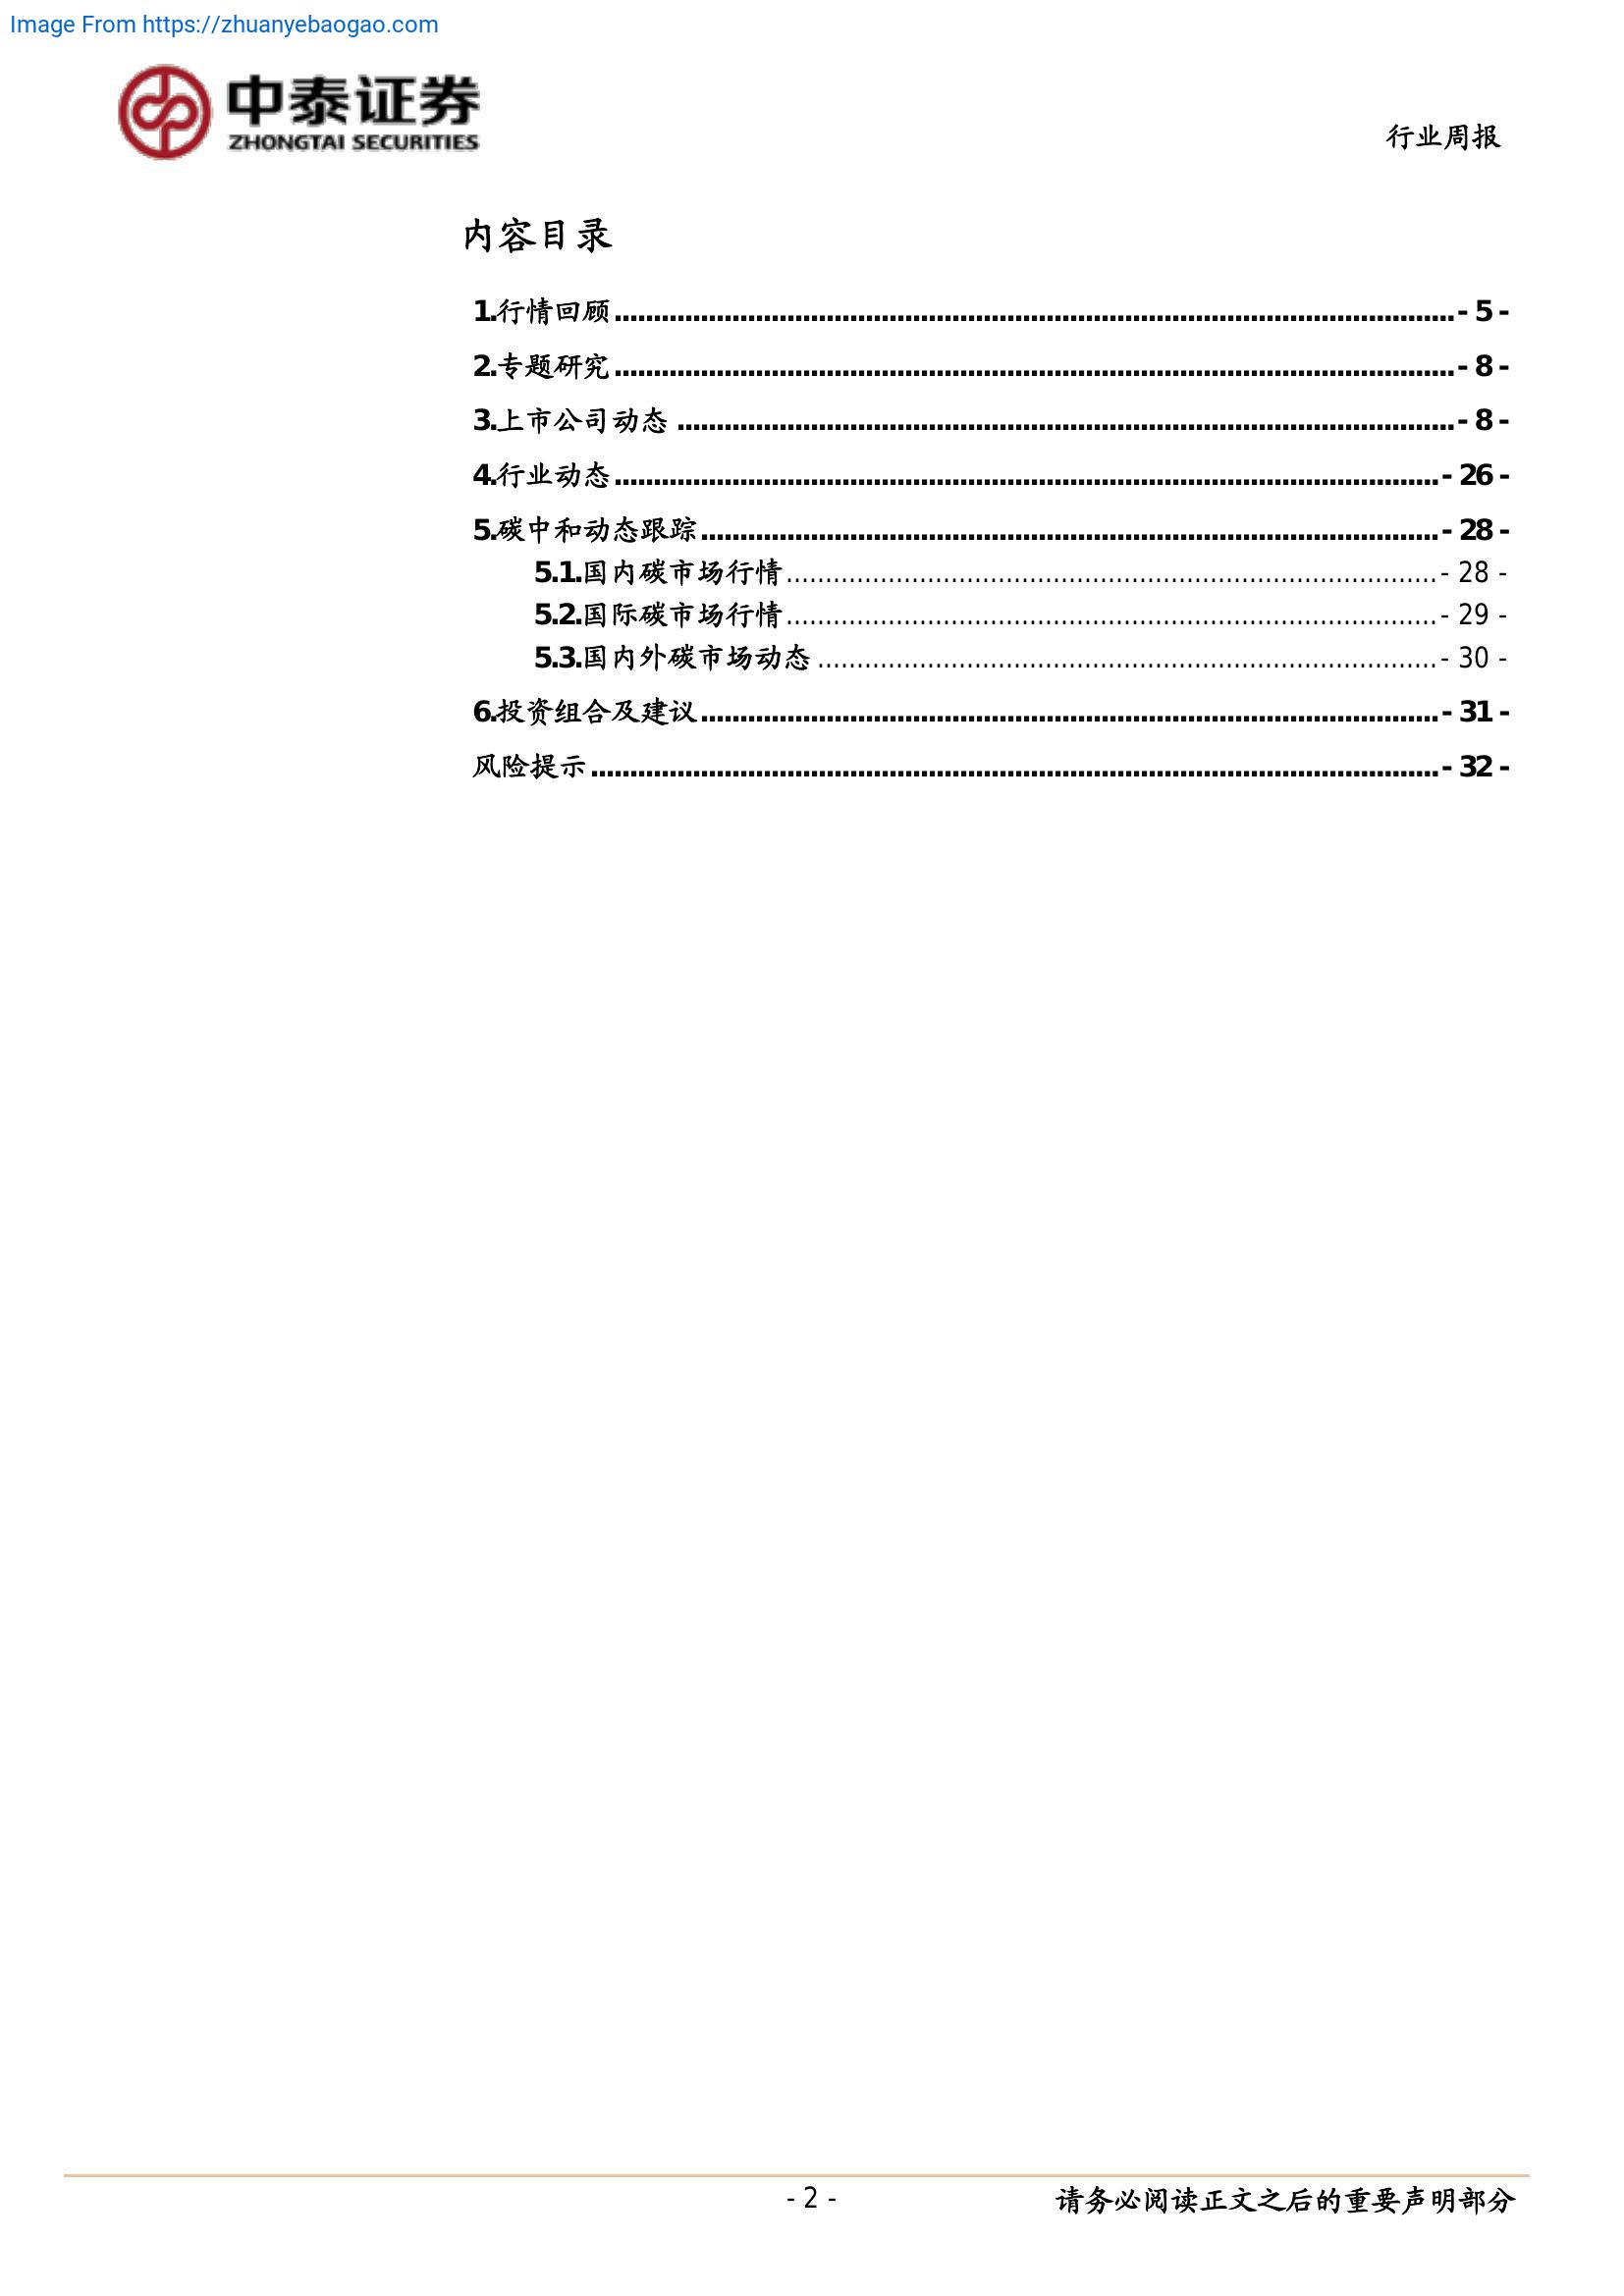 Image From https://zhuanyebaogao.com
中泰证券
ZHONGTAI SECURITIES
行业周报
内容目录
1.行情回顾............................................................- 5 -
2.专题研究............................................................- 8 -
3.上市公司动态............................................................- 8 -
4.行业动态............................................................- 26 -
5.碳中和动态跟踪............................................................- 28 -
5.1.国内碳市场行情............................................................- 28 -
5.2.国际碳市场行情............................................................- 29 -
5.3.国内外碳市场动态............................................................- 30 -
6.投资组合及建议............................................................- 31 -
风险提示............................................................- 32 -
- 2 -
请务必阅读正文之后的重要声明部分